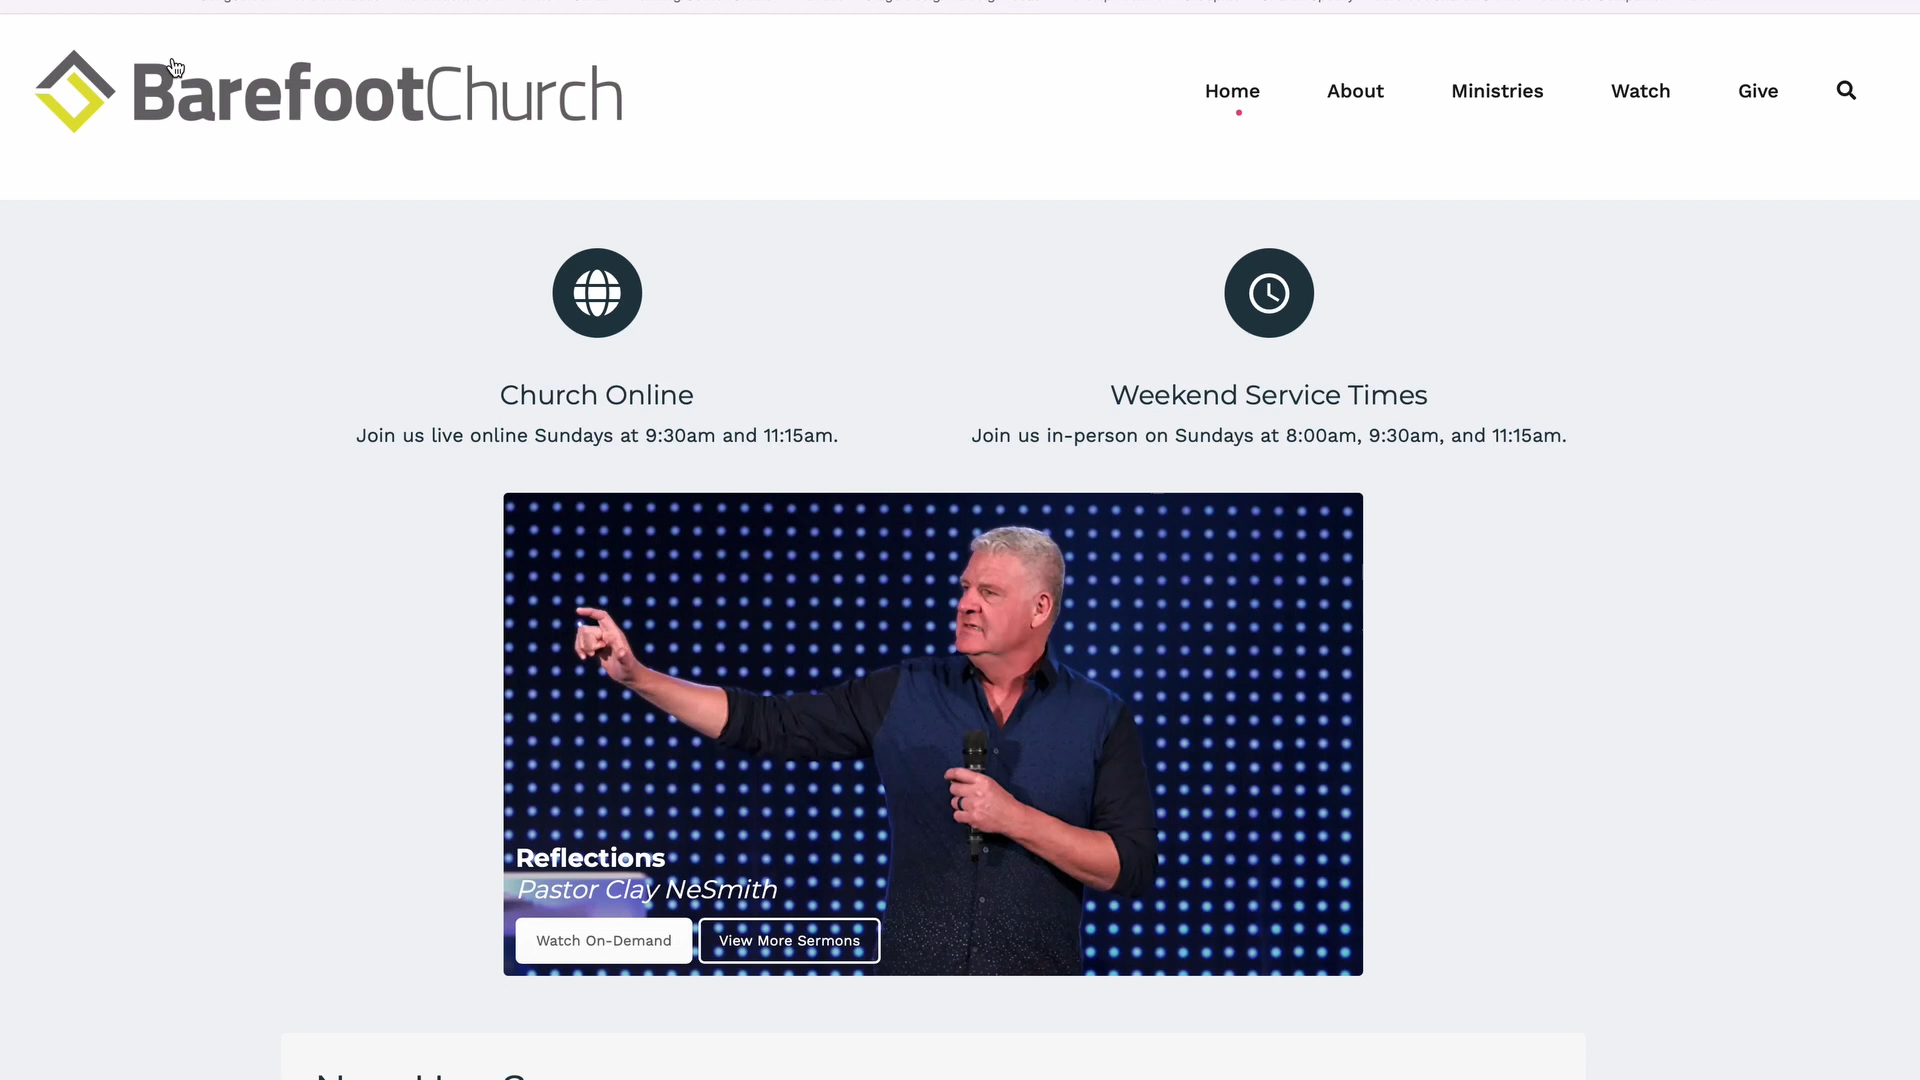 BarefootChurch
Home
About
Ministries
Watch
Give
Church Online
Join us live online Sundays at 9:30am and 11:15am.
Weekend Service Times
Join us in-person on Sundays at 8:00am, 9:30am, and 11:15am.
Reflections
Pastor Clay NeSmith
Watch On-Demand
View More Sermons